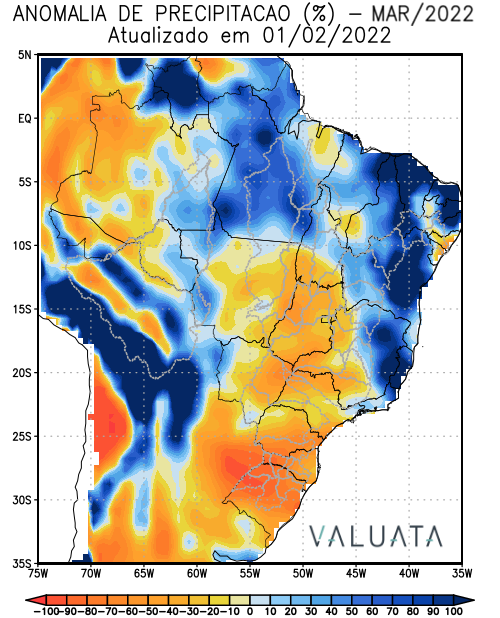 ANOMALIA DE PRECIPITACAO (%) – MAR/2022
Atualizado em 01/02/2022
5N
EQ
5S
10S
15S
20S
25S
30S
35S
VALUATA
75W 70W 65W 60W 55W 50W 45W 40W 35W
-100 -90 -80 -70 -60 -50 -40 -30 -20 -10 0 10 20 30 40 50 60 70 80 90 100